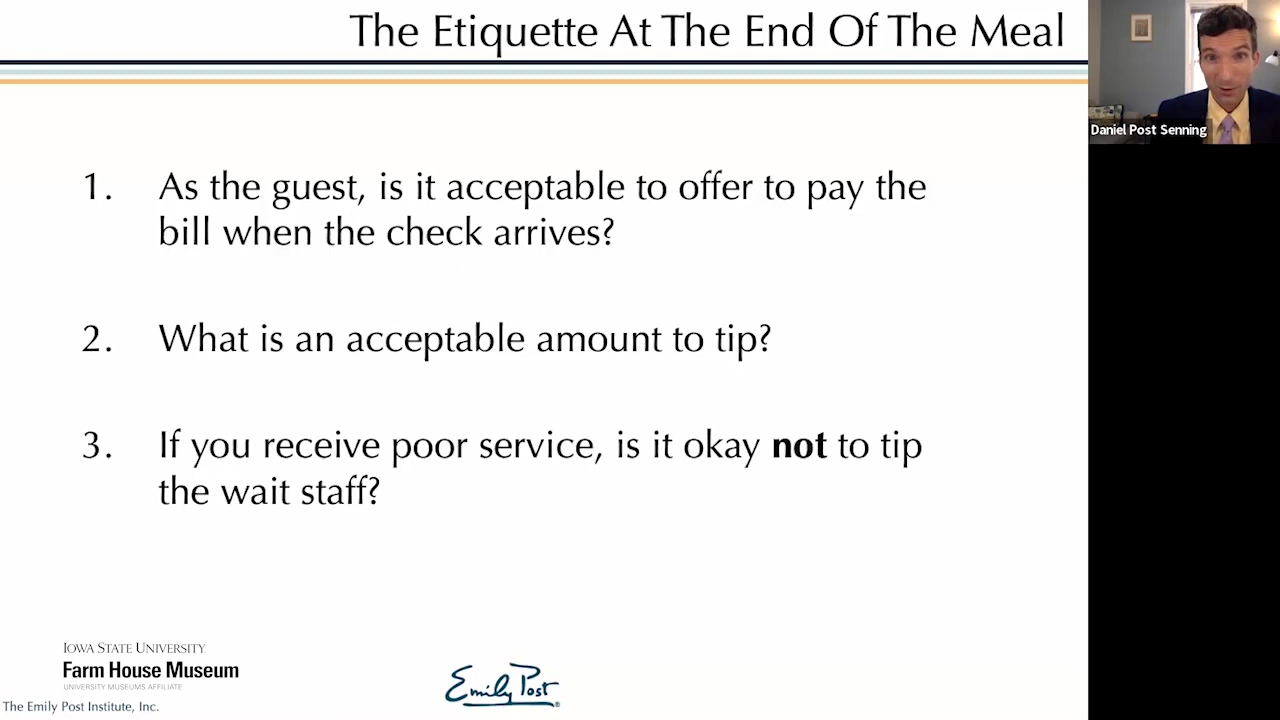 The Etiquette At The End Of The Meal
Daniel Post Senning
1. As the guest, is it acceptable to offer to pay the
bill when the check arrives?
2. What is an acceptable amount to tip?
3. If you receive poor service, is it okay not to tip
the wait staff?
IOWA STATE UNIVERSITY
Farm House Museum
UNIVERSITY MUSEUMS AFFILIATE
Emily Post®
The Emily Post Institute, Inc.